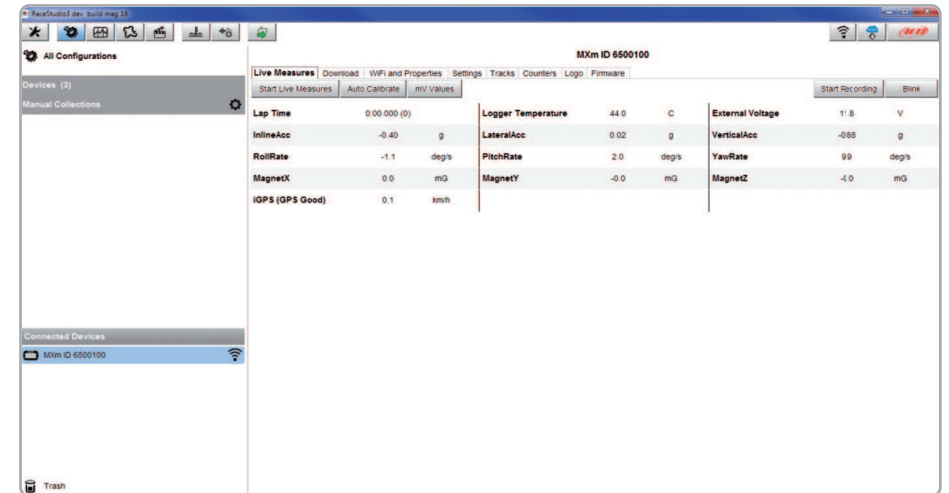 RaceStudio3 dev build mag 18
AiM
All Configurations
Devices (3)
Manual Collections
Connected Devices
MXm ID 6500100
Trash
MXm ID 6500100
Live Measures Download WiFi and Properties Settings Tracks Counters Logo Firmware
Start Live Measures Auto Calibrate mV Values Start Recording Blink
Lap Time 0:00.000 (0) Logger Temperature 44.0 C External Voltage V
InlineAcc -0.40 g LateralAcc 0.02 g VerticalAcc g
RollRate -1.1 deg/s PitchRate 2.0 deg/s YawRate deg/s
MagnetX 0.0 mG MagnetY -0.0 mG MagnetZ mG
iGPS (GPS Good) 0.1 km/h